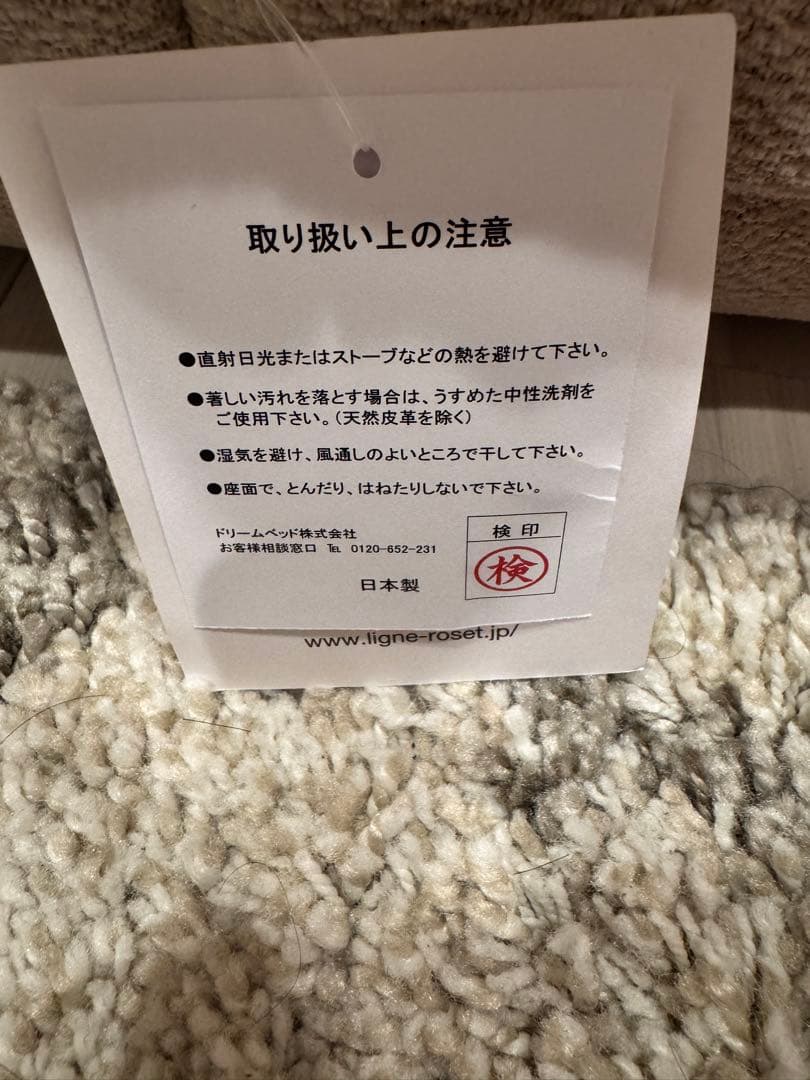 取り扱い上の注意
●直射日光またはストーブなどの熱を避けて下さい。
●著しい汚れを落とす場合は、うすめた中性洗剤を
ご使用下さい。（天然皮革を除く）
●湿気を避け、風通しのよいところで干して下さい。
●座面で、とんだり、はねたりしないで下さい。
ドリームベッド株式会社
お客様相談窓口 ℡ 0120-652-231
日本製
検印
検
www.ligne-roset.jp/